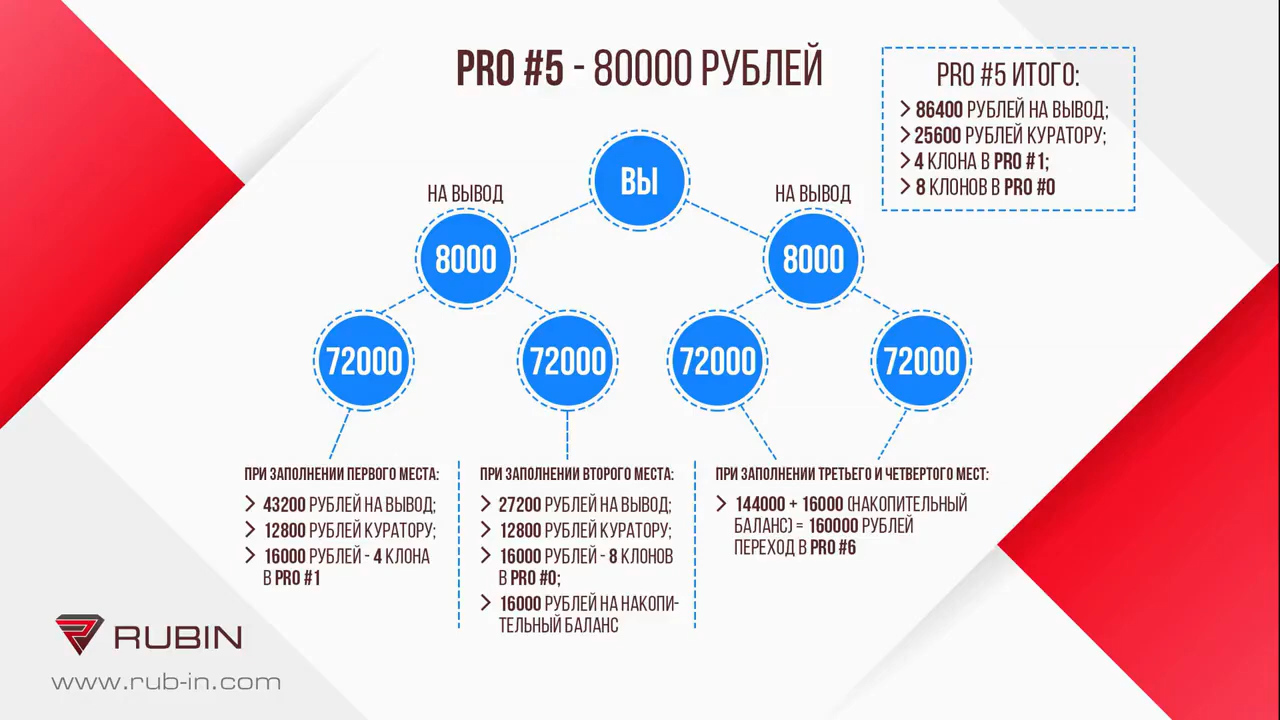 PRO #5 - 80000 РУБЛЕЙ
PRO #5 ИТОГО:
86400 РУБЛЕЙ НА ВЫВОД;
25600 РУБЛЕЙ КУРАТОРУ;
4 КЛОНА В PRO #1;
8 КЛОНОВ В PRO #0
ВЫ
НА ВЫВОД
НА ВЫВОД
8000
8000
72000
72000
72000
72000
ПРИ ЗАПОЛНЕНИИ ПЕРВОГО МЕСТА:
43200 РУБЛЕЙ НА ВЫВОД;
12800 РУБЛЕЙ КУРАТОРУ;
16000 РУБЛЕЙ - 4 КЛОНА
В PRO #1
ПРИ ЗАПОЛНЕНИИ ВТОРОГО МЕСТА:
27200 РУБЛЕЙ НА ВЫВОД;
12800 РУБЛЕЙ КУРАТОРУ;
16000 РУБЛЕЙ - 8 КЛОНОВ
В PRO #0;
16000 РУБЛЕЙ НА НАКОПИ-
ТЕЛЬНЫЙ БАЛАНС
ПРИ ЗАПОЛНЕНИИ ТРЕТЬЕГО И ЧЕТВЕРТОГО МЕСТ:
144000 + 16000 (НАКОПИТЕЛЬНЫЙ
БАЛАНС) = 160000 РУБЛЕЙ
ПЕРЕХОД В PRO #6
RUBIN
www.rub-in.com